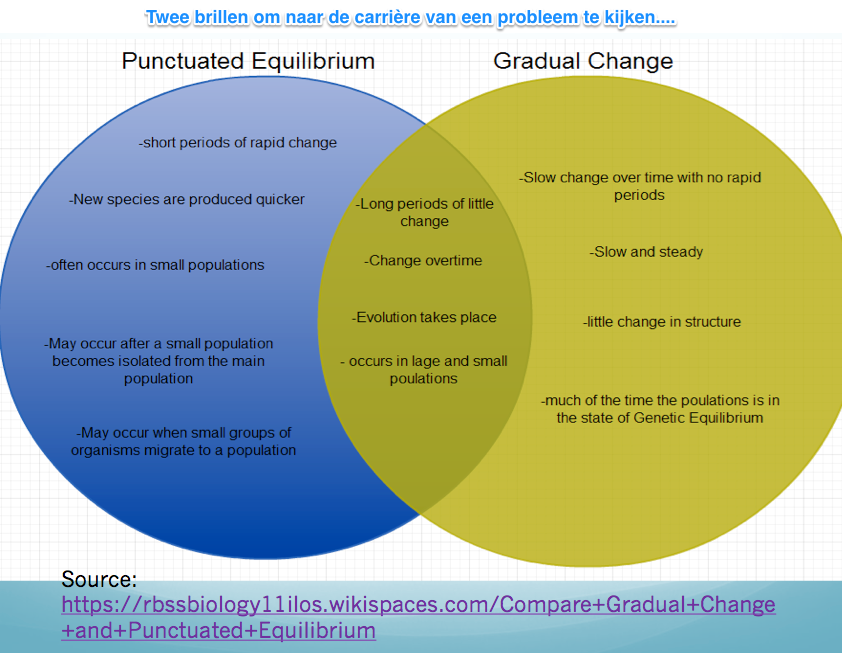 Twee brillen om naar de carrière van een probleem te kijken....
Punctuated Equilibrium
Gradual Change
-short periods of rapid change
-New species are produced quicker
-often occurs in small populations
-May occur after a small population
becomes isolated from the main
population
-May occur when small groups of
organisms migrate to a population
-Long periods of little
change
-Change overtime
-Evolution takes place
- occurs in lage and small
poulations
-Slow change over time with no rapid
periods
-Slow and steady
-little change in structure
-much of the time the poulations is in
the state of Genetic Equilibrium
Source:
https://rbssbiology11ilos.wikispaces.com/Compare+Gradual+Change
+and+Punctuated+Equilibrium